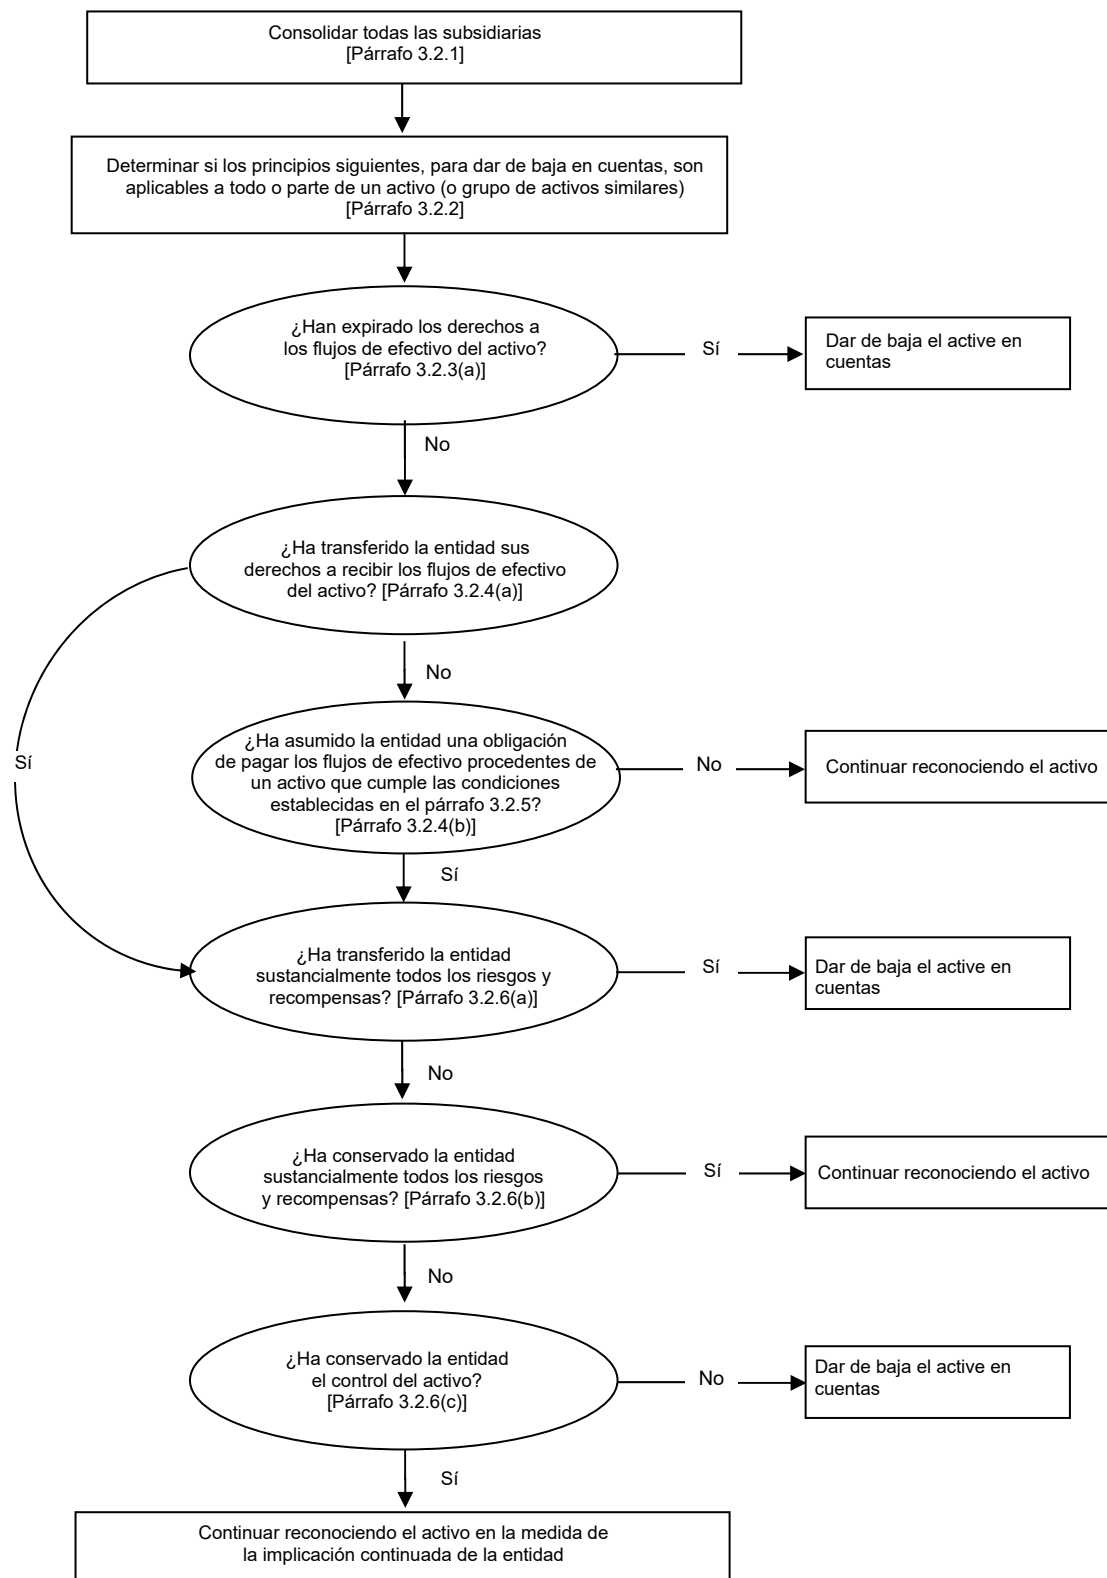 Consolidar todas las subsidiarias
[Párrafo 3.2.1]
Determinar si los principios siguientes, para dar de baja en cuentas, son
aplicables a todo o parte de un activo (o grupo de activos similares)
[Párrafo 3.2.2]
¿Han expirado los derechos a
los flujos de efectivo del activo?
[Párrafo 3.2.3(a)]
Sí
Dar de baja el active en
cuentas
No
¿Ha transferido la entidad sus
derechos a recibir los flujos de efectivo
del activo? [Párrafo 3.2.4(a)]
No
Sí
¿Ha asumido la entidad una obligación
de pagar los flujos de efectivo procedentes de
un activo que cumple las condiciones
establecidas en el párrafo 3.2.5?
[Párrafo 3.2.4(b)]
No
Continuar reconociendo el activo
Sí
¿Ha transferido la entidad
sustancialmente todos los riesgos y
recompensas? [Párrafo 3.2.6(a)]
Sí
Dar de baja el active en
cuentas
No
¿Ha conservado la entidad
sustancialmente todos los riesgos
y recompensas? [Párrafo 3.2.6(b)]
Sí
Continuar reconociendo el activo
No
¿Ha conservado la entidad
el control del activo?
[Párrafo 3.2.6(c)]
No
Dar de baja el active en
cuentas
Sí
Continuar reconociendo el activo en la medida de
la implicación continuada de la entidad